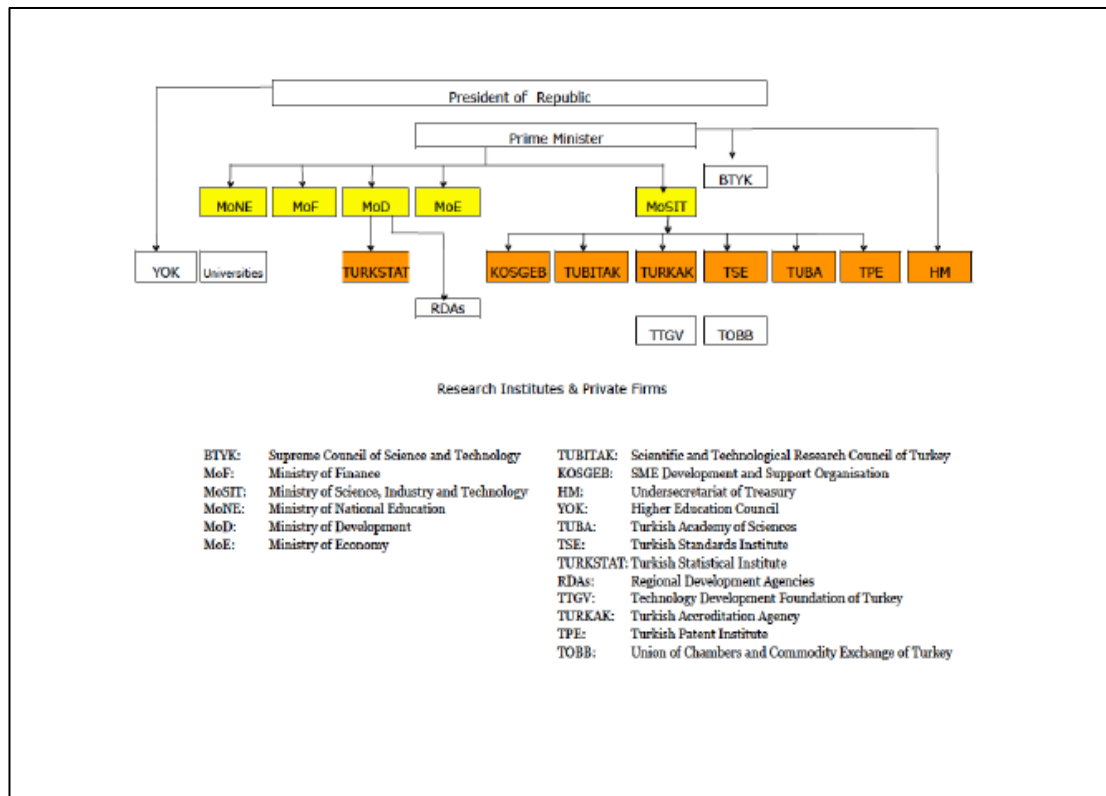 President of Republic
Priime Minister
BTYK
MoNE MoF MoD MoE MoSIT
YOK Universities TURKSTAT KOSGEB TUBITAK TURKAK TSE TUBA TPE HM
RDAs
TTGV TOBB
Research Institutes & Private Firms
BTYK: Supreme Council of Science and Technology
MoF: Ministry of Finance
MoSIT: Ministry of Science, Industry and Technology
MoNE: Ministry of National Education
MoD: Ministry of Development
MoE: Ministry of Economy
TUBITAK: Scientific and Technological Research Council of Turkey
KOSGEB: SME Development and Support Organisation
HM: Undersecretariat of Treasury
YOK: Higher Education Council
TUBA: Turkish Academy of Sciences
TSE: Turkish Standards Institute
TURKSTAT: Turkish Statistical Institute
RDAs: Regional Development Agencies
TTGV: Technology Development Foundation of Turkey
TURKAK: Turkish Accreditation Agency
TPE: Turkish Patent Institute
TOBB: Union of Chambers and Commodity Exchange of Turkey